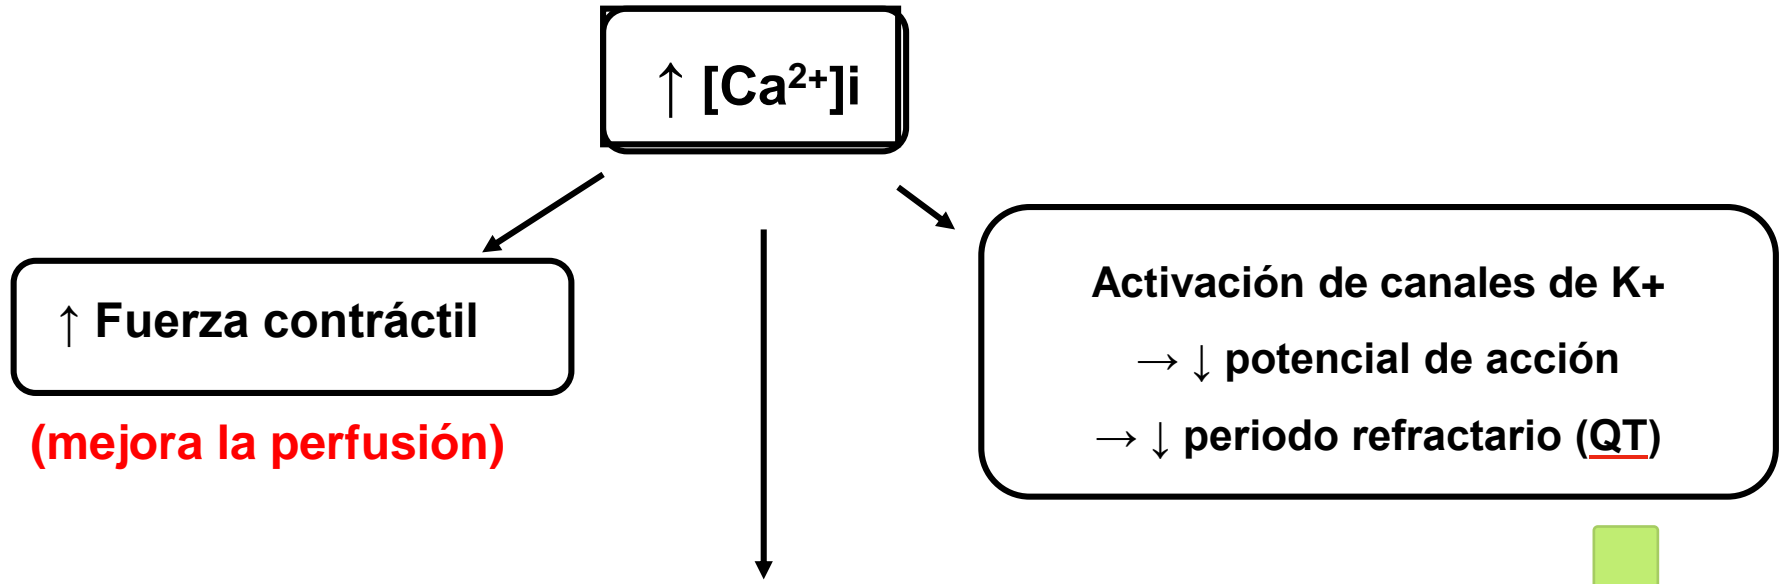 ↑ [Ca²⁺]i
↑ Fuerza contráctil
(mejora la perfusión)
Activación de canales de K+
→ ↓ potencial de acción
→ ↓ periodo refractario (QT)